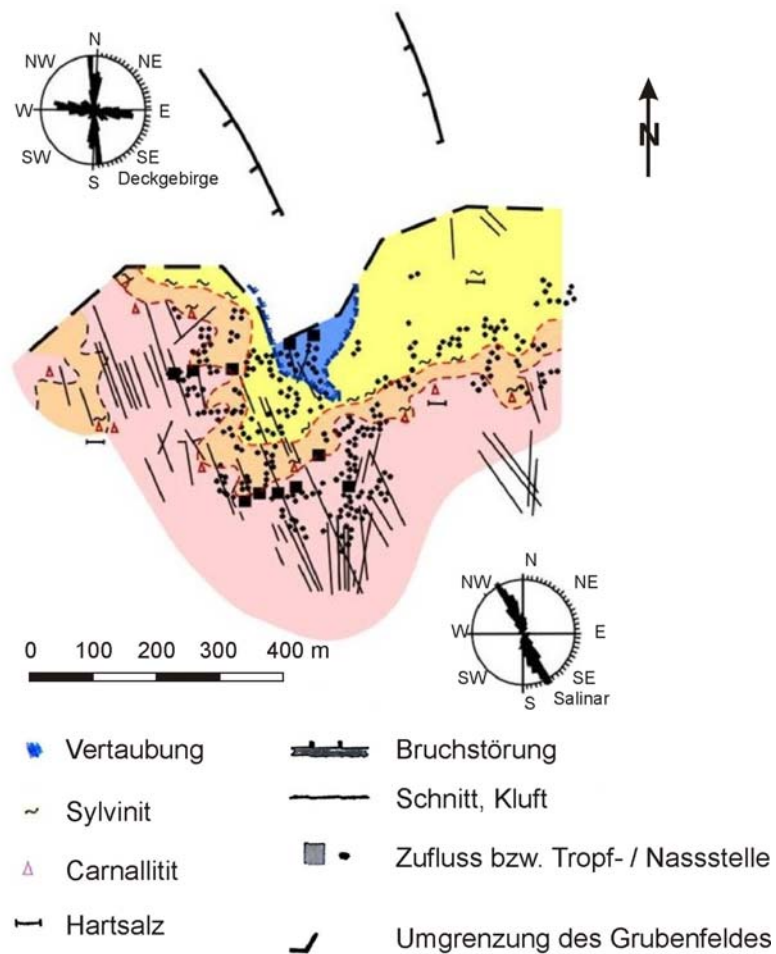 N
NW NE
W E
SW SE
S
Deckgebirge
N
N
NW NE
W E
SW SE
S
Salinar
0 100 200 300 400 m
Vertaubung
Sylvinit
Carnallitit
Hartsalz
Bruchstörung
Schnitt, Kluft
Zufluss bzw. Tropf- / Nassstelle
Umgrenzung des Grubenfeldes